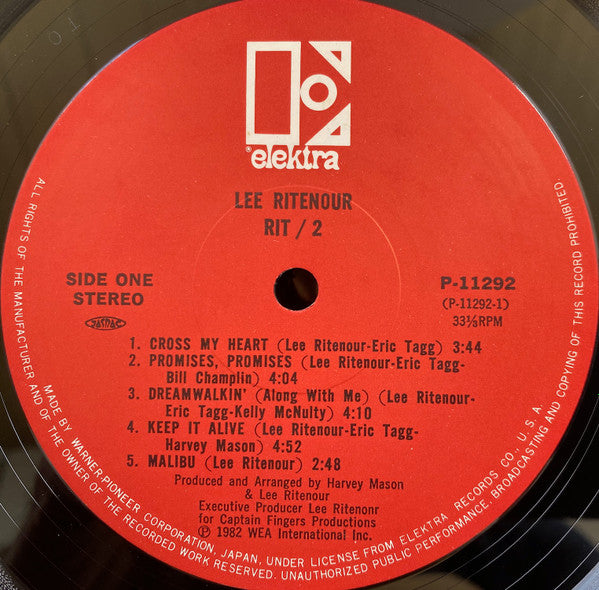 01
elektra
LEE RITENOUR
RIT / 2
SIDE ONE
STEREO
JASRAC
P-11292
(P-11292-1)
33⅓RPM
1. CROSS MY HEART (Lee Ritenour-Eric Tagg) 3:44
2. PROMISES, PROMISES (Lee Ritenour-Eric Tagg-
Bill Champlin) 4:04
3. DREAMWALKIN' (Along With Me) (Lee Ritenour-
Eric Tagg-Kelly McNulty) 4:10
4. KEEP IT ALIVE (Lee Ritenour-Eric Tagg-
Harvey Mason) 4:52
5. MALIBU (Lee Ritenour) 2:48
Produced and Arranged by Harvey Mason
& Lee Ritenour
Executive Producer Lee Ritenonr
for Captain Fingers Productions
Ⓟ 1982 WEA International Inc.
MADE BY WARNER-PIONEER CORPORATION, JAPAN, UNDER LICENSE FROM ELEKTRA RECORDS CO., U.S.A.
ALL RIGHTS OF THE MANUFACTURER AND OF THE OWNER OF THE RECORDED WORK RESERVED. UNAUTHORIZED PUBLIC PERFORMANCE, BROADCASTING AND COPYING OF THIS RECORD PROHIBITED.